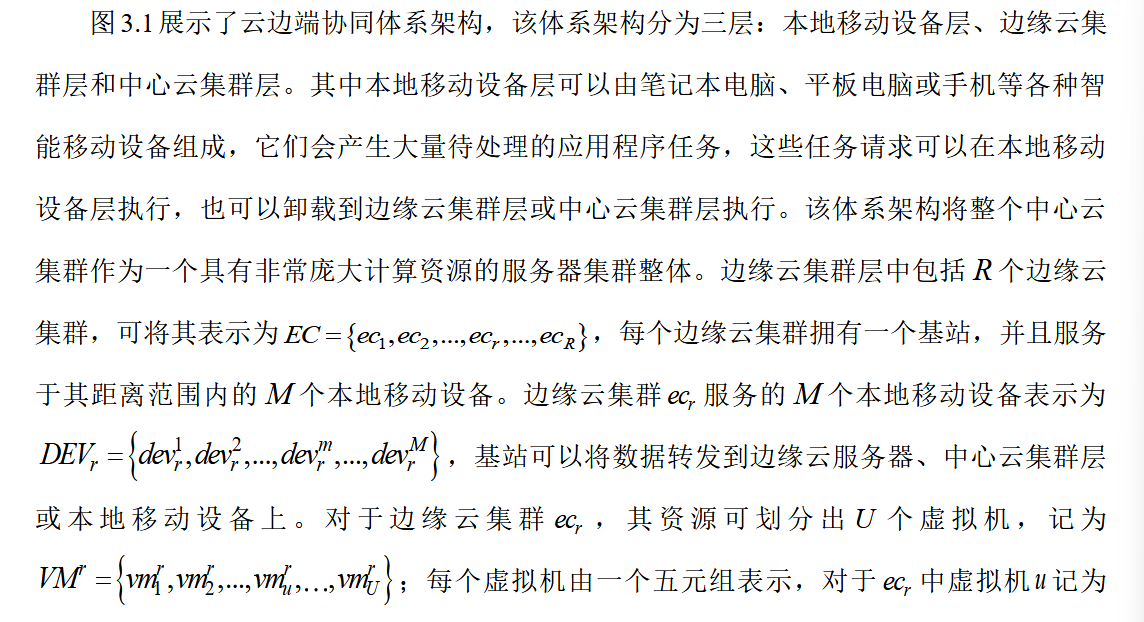 图 3.1 展示了云边端协同体系架构，该体系架构分为三层：本地移动设备层、边缘云集
群层和中心云集群层。其中本地移动设备层可以由笔记本电脑、平板电脑或手机等各种智
能移动设备组成，它们会产生大量待处理的应用程序任务，这些任务请求可以在本地移动
设备层执行，也可以卸载到边缘云集群层或中心云集群层执行。该体系架构将整个中心云
集群作为一个具有非常庞大计算资源的服务器集群整体。边缘云集群层中包括 R 个边缘云
集群，可将其表示为 EC = {ec_1, ec_2, ..., ec_r, ..., ec_R}，每个边缘云集群拥有一个基站，并且服务
于其距离范围内的 M 个本地移动设备。边缘云集群 ec_r 服务的 M 个本地移动设备表示为
DEV_r = {dev_r^1, dev_r^2, ..., dev_r^m, ..., dev_r^M}，基站可以将数据转发到边缘云服务器、中心云集群层
或本地移动设备上。对于边缘云集群 ec_r，其资源可划分出 U 个虚拟机，记为
VM^r = {vm_1^r, vm_2^r, ..., vm_u^r, ..., vm_U^r}；每个虚拟机由一个五元组表示，对于 ec_r 中虚拟机 u 记为